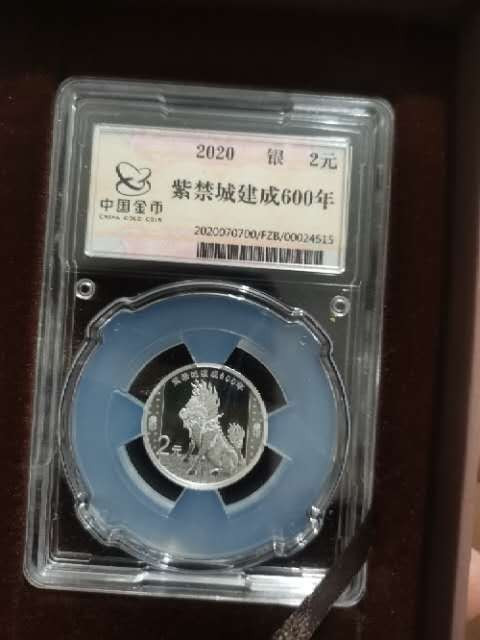 2020 银 2元
紫禁城建成600年
中国金币
CHINA GOLD COIN
2020070700/FZB/00024515
紫禁城建成600年
2元